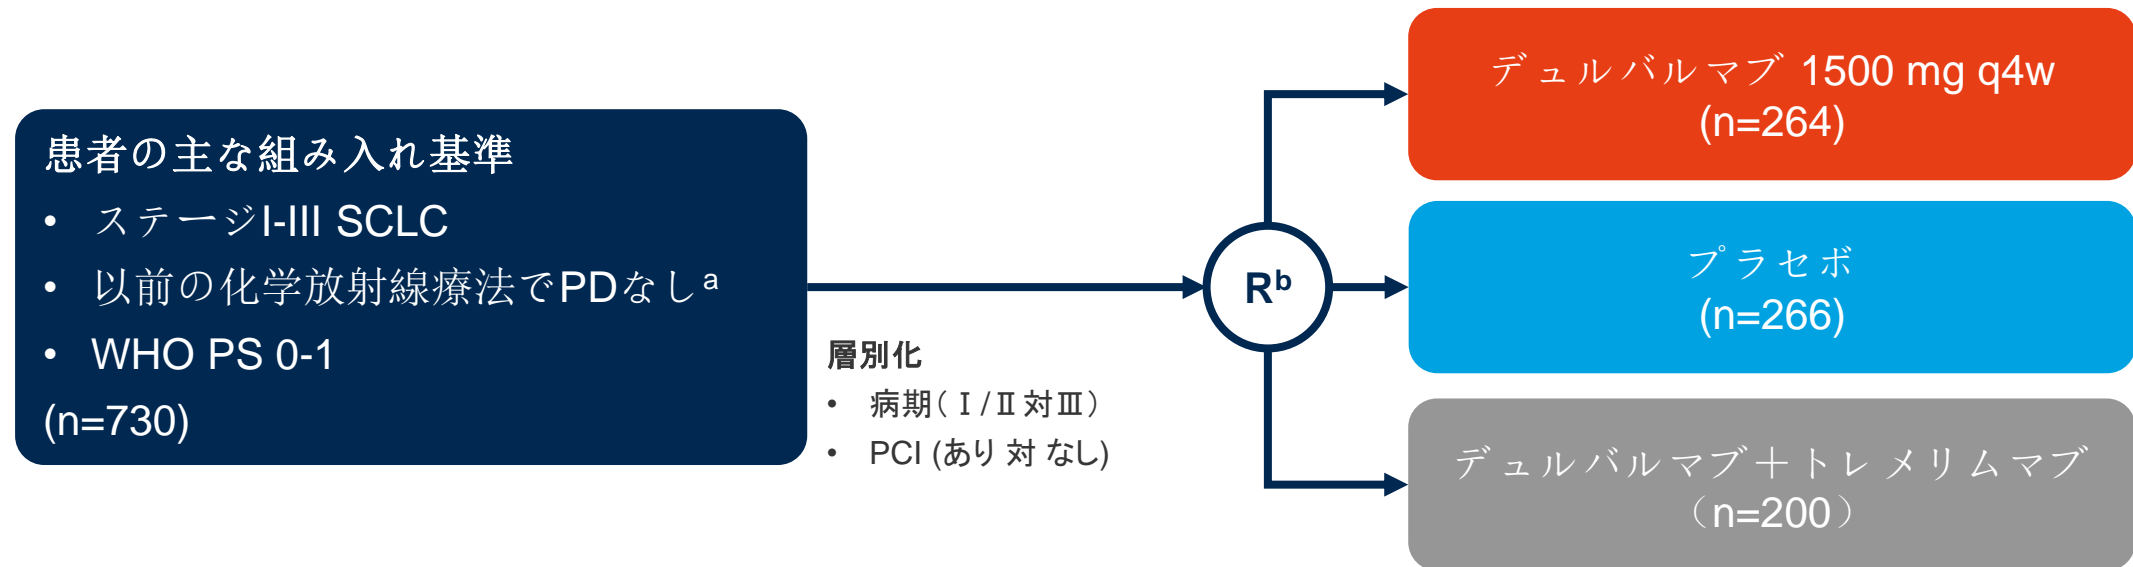 患者の主な組み入れ基準
• ステージI-III SCLC
• 以前の化学放射線療法でPDなしa
• WHO PS 0-1
(n=730)
層別化
• 病期(Ⅰ/Ⅱ対Ⅲ)
• PCI (あり 対 なし)
Rb
デュルバルマブ 1500 mg q4w
(n=264)
プラセボ
(n=266)
デュルバルマブ＋トレメリムマブ
（n=200）